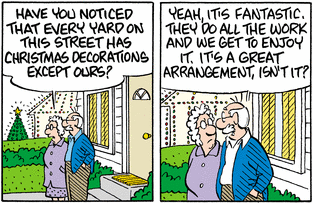 HAVE YOU NOTICED
THAT EVERY YARD ON
THIS STREET HAS
CHRISTMAS DECORATIONS
EXCEPT OURS?
YEAH, IT'S FANTASTIC.
THEY DO ALL THE WORK
AND WE GET TO ENJOY
IT. IT'S A GREAT
ARRANGEMENT, ISN'T IT?